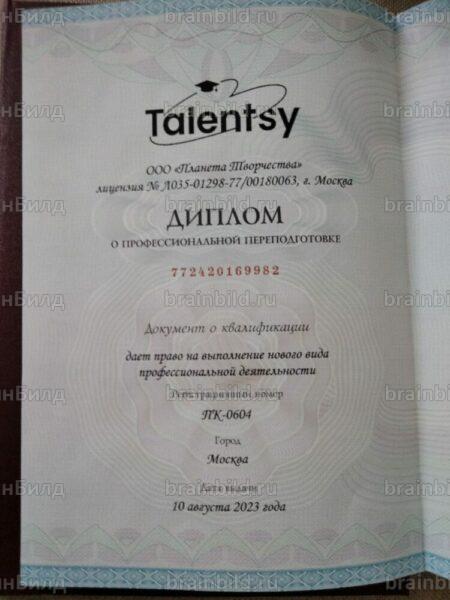 Talentsy
ООО «Планета Творчества»
лицензия № Л035-01298-77/00180063, г. Москва
ДИПЛОМ
О ПРОФЕССИОНАЛЬНОЙ ПЕРЕПОДГОТОВКЕ
772420169982
Документ о квалификации
дает право на выполнение нового вида
профессиональной деятельности
Регистрационный номер
ПК-0604
Город
Москва
Дата выдачи
10 августа 2023 года
brainbild.ru
нБилд